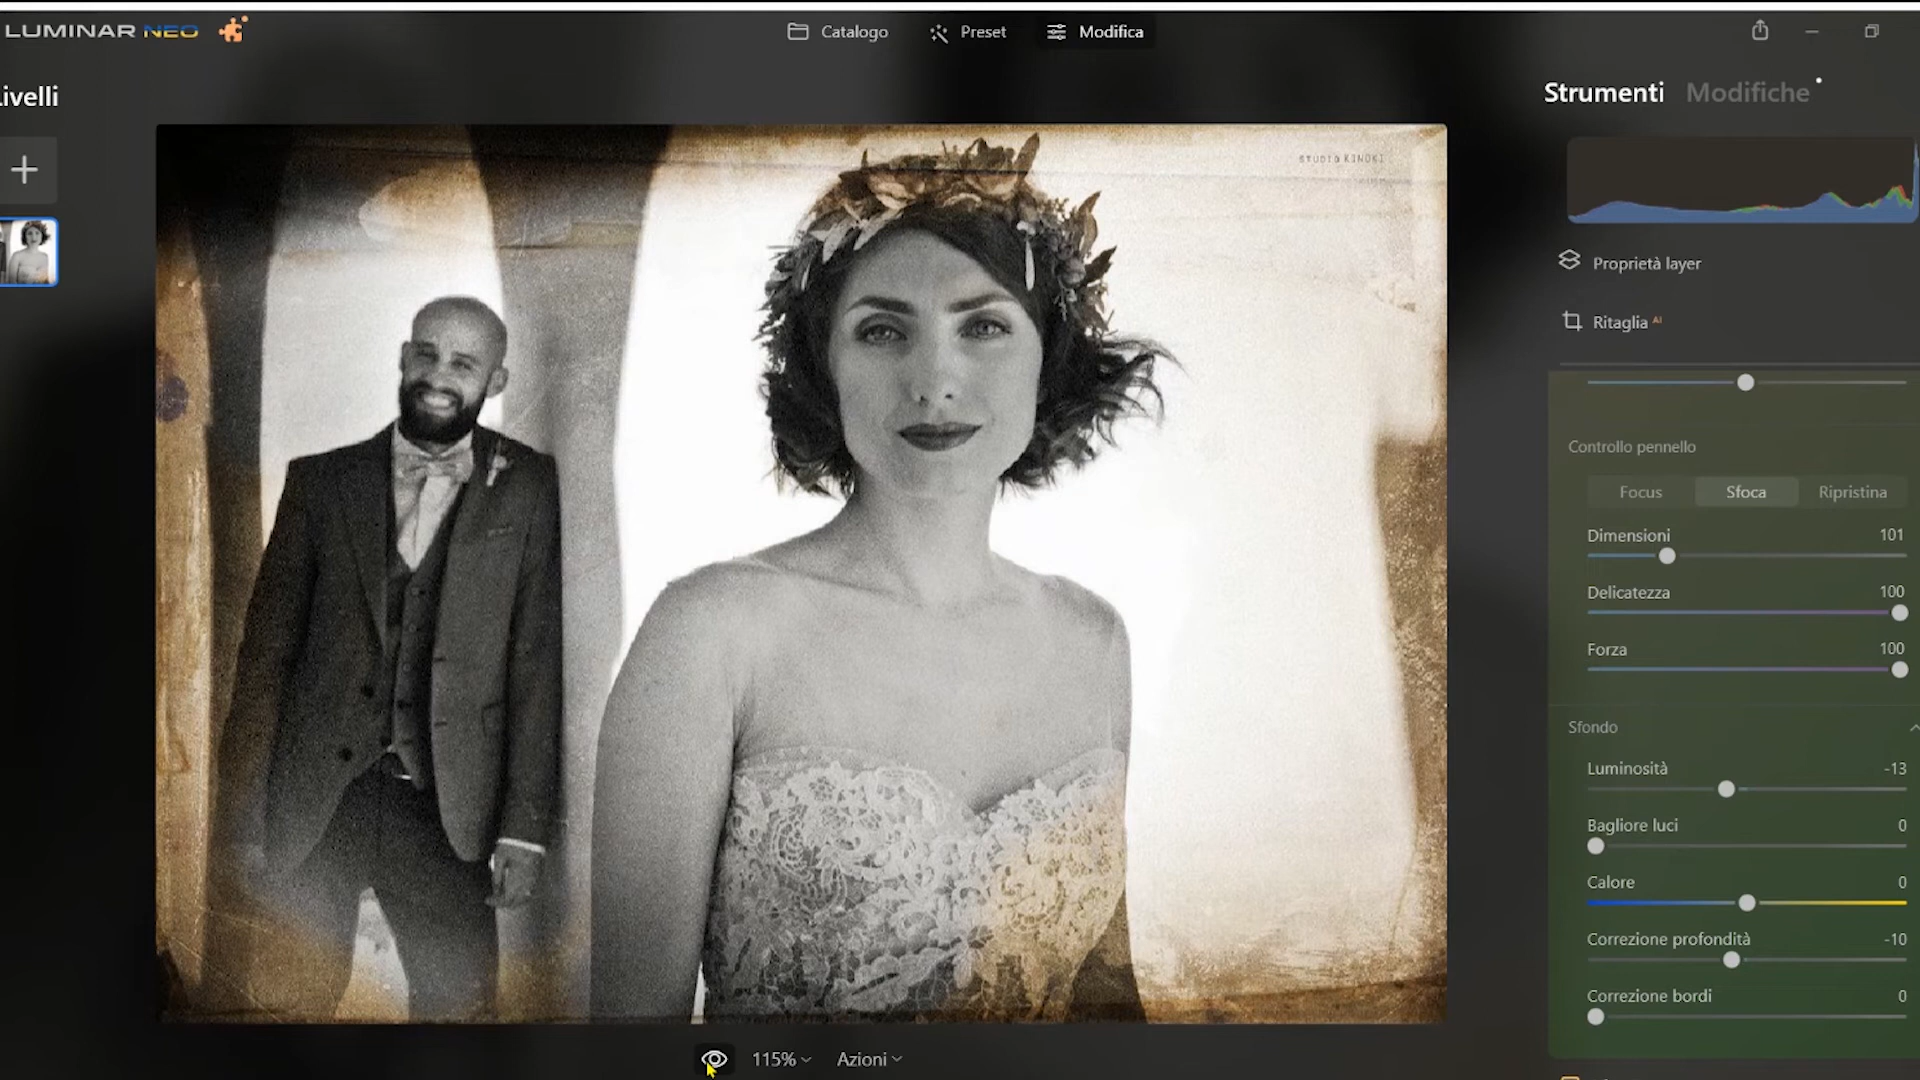 LUMINAR NEO
Catalogo
Preset
Modifica
Livelli
Strumenti
Modifiche
STUDIO KINOKI
Proprietà layer
Ritaglia AI
Controllo pennello
Focus
Sfoca
Ripristina
Dimensioni 101
Delicatezza 100
Forza 100
Sfondo
Luminosità -13
Bagliore luci 0
Calore 0
Correzione profondità -10
Correzione bordi 0
115%
Azioni